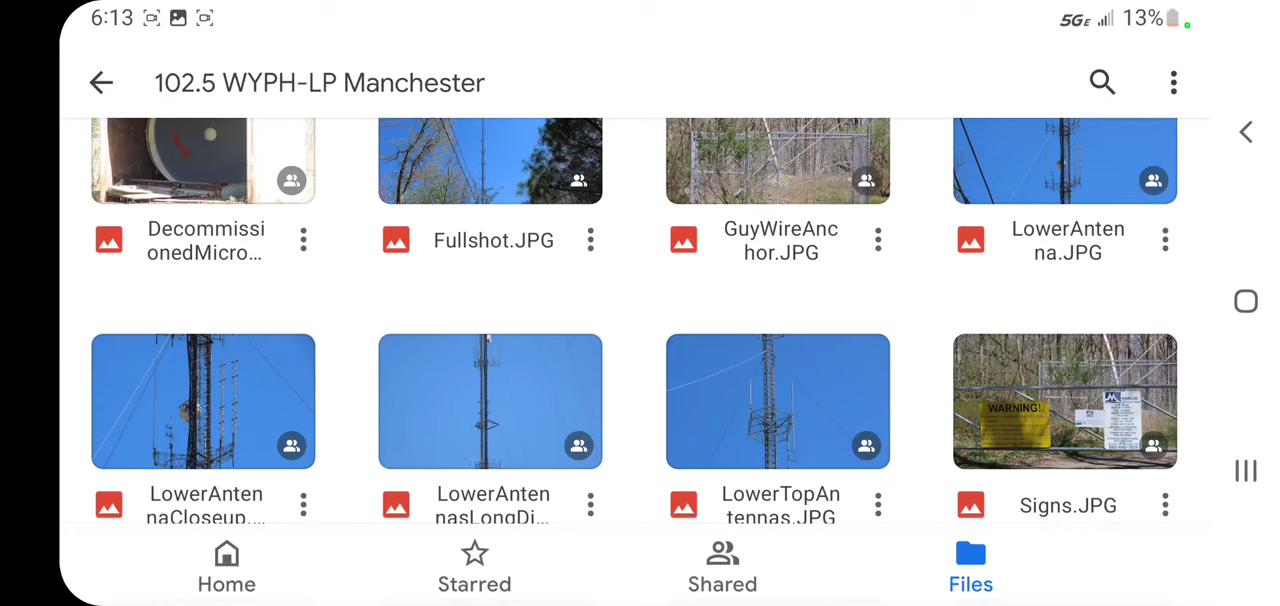 6:13
5GE 13%
102.5 WYPH-LP Manchester
Decommissi
onedMicro...
Fullshot.JPG
GuyWireAnc
hor.JPG
LowerAnten
na.JPG
WARNING!
LowerAnten
naCloseup....
LowerAnten
nasLongDi...
LowerTopAn
tennas.JPG
Signs.JPG
Home
Starred
Shared
Files